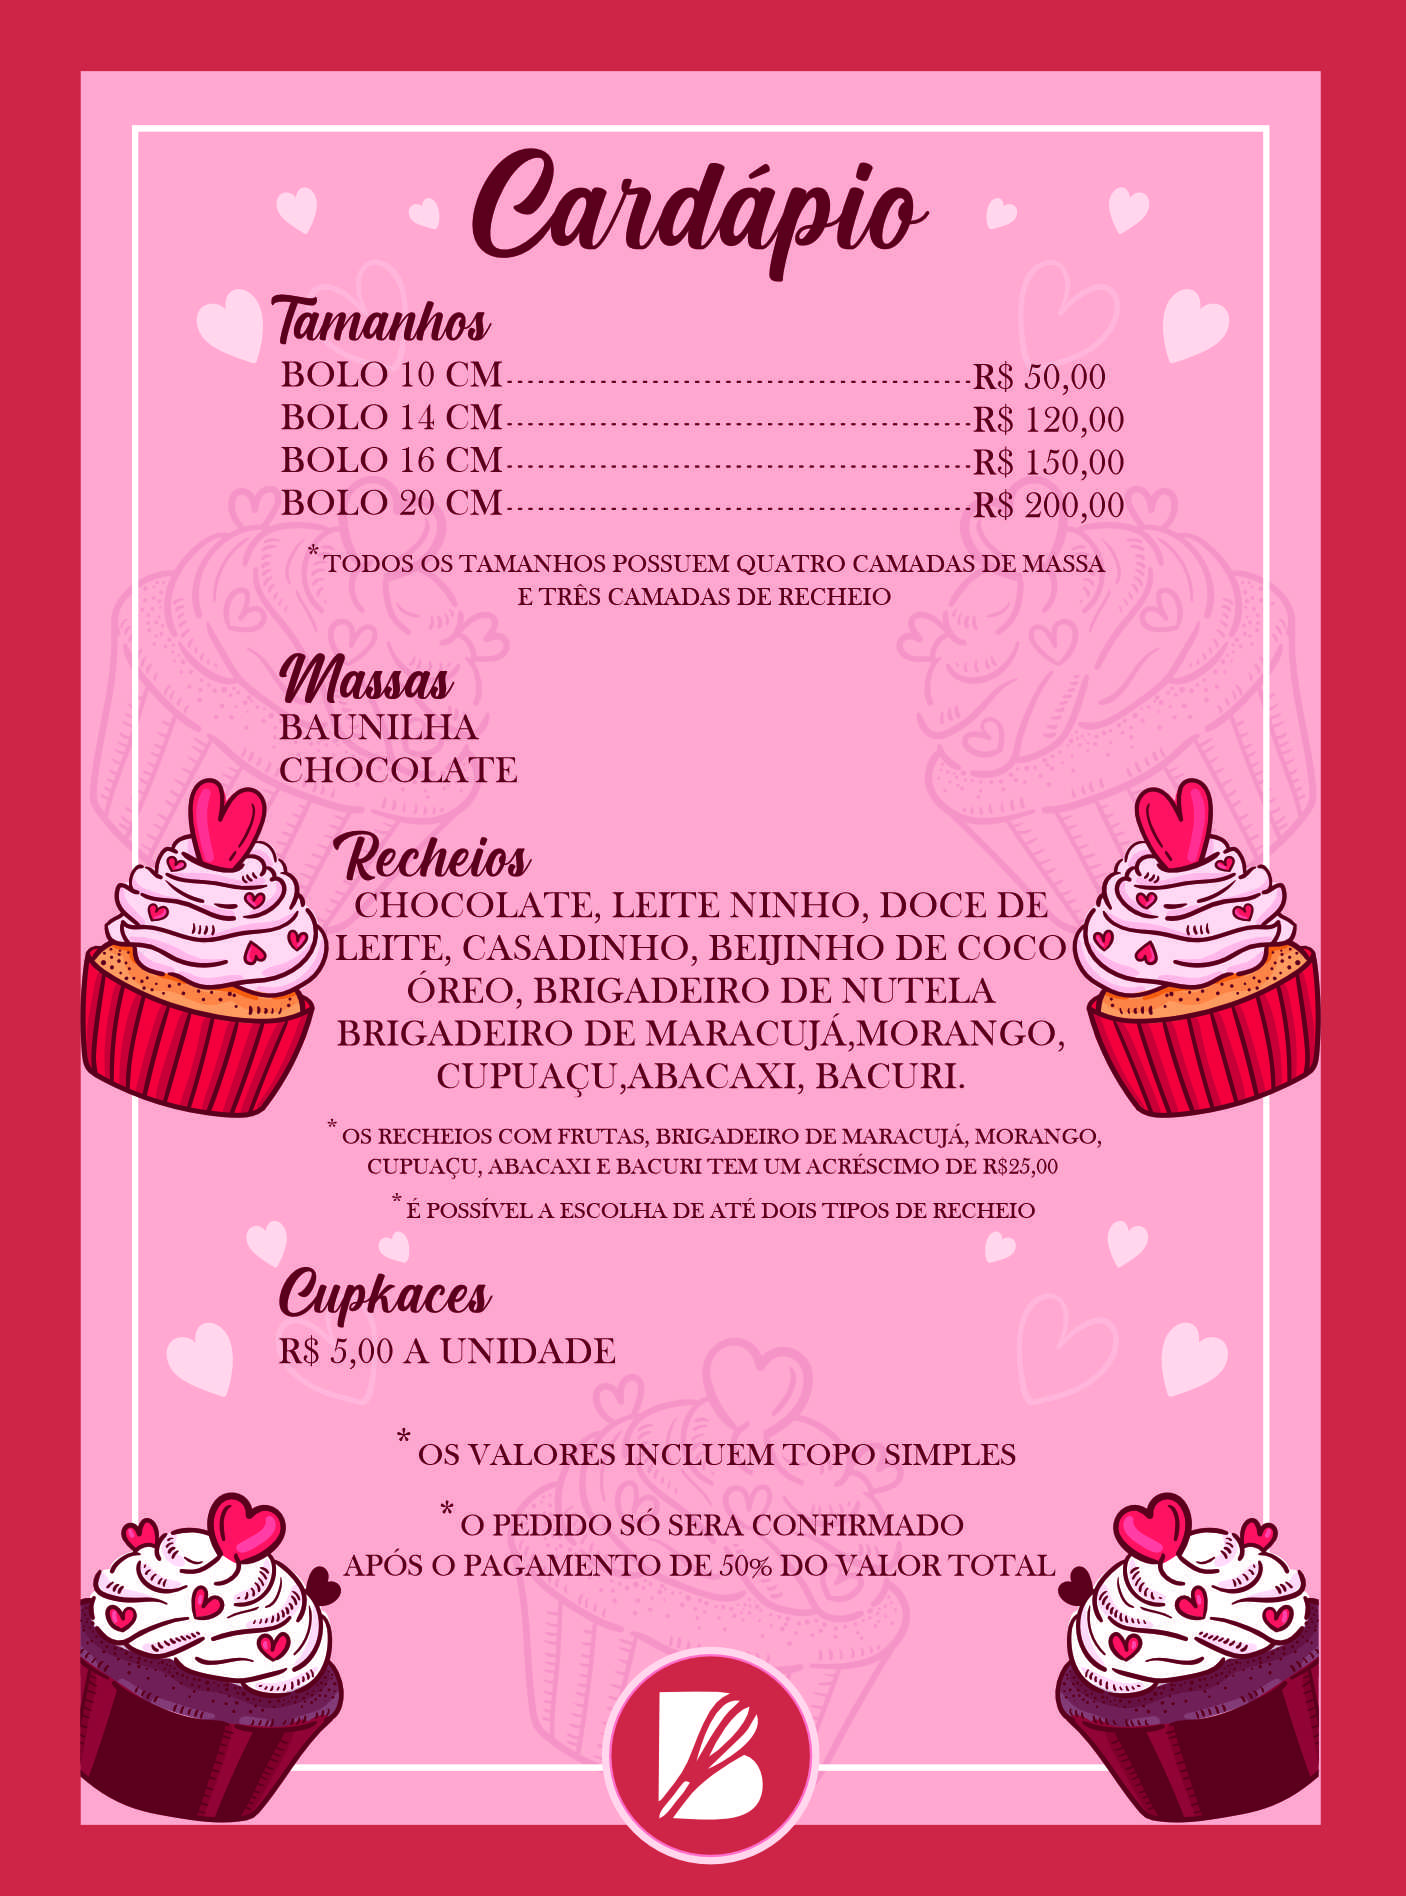 Cardápio
Tamanhos
BOLO 10 CM---------------------------------------------R$ 50,00
BOLO 14 CM---------------------------------------------R$ 120,00
BOLO 16 CM---------------------------------------------R$ 150,00
BOLO 20 CM---------------------------------------------R$ 200,00
* TODOS OS TAMANHOS POSSUEM QUATRO CAMADAS DE MASSA
E TRÊS CAMADAS DE RECHEIO
Massas
BAUNILHA
CHOCOLATE
Recheios
CHOCOLATE, LEITE NINHO, DOCE DE
LEITE, CASADINHO, BEIJINHO DE COCO
ÓREO, BRIGADEIRO DE NUTELA
BRIGADEIRO DE MARACUJÁ,MORANGO,
CUPUAÇU,ABACAXI, BACURI.
* OS RECHEIOS COM FRUTAS, BRIGADEIRO DE MARACUJÁ, MORANGO,
CUPUAÇU, ABACAXI E BACURI TEM UM ACRÉSCIMO DE R$25,00
* É POSSÍVEL A ESCOLHA DE ATÉ DOIS TIPOS DE RECHEIO
Cupkaces
R$ 5,00 A UNIDADE
* OS VALORES INCLUEM TOPO SIMPLES
* O PEDIDO SÓ SERA CONFIRMADO
APÓS O PAGAMENTO DE 50% DO VALOR TOTAL
B